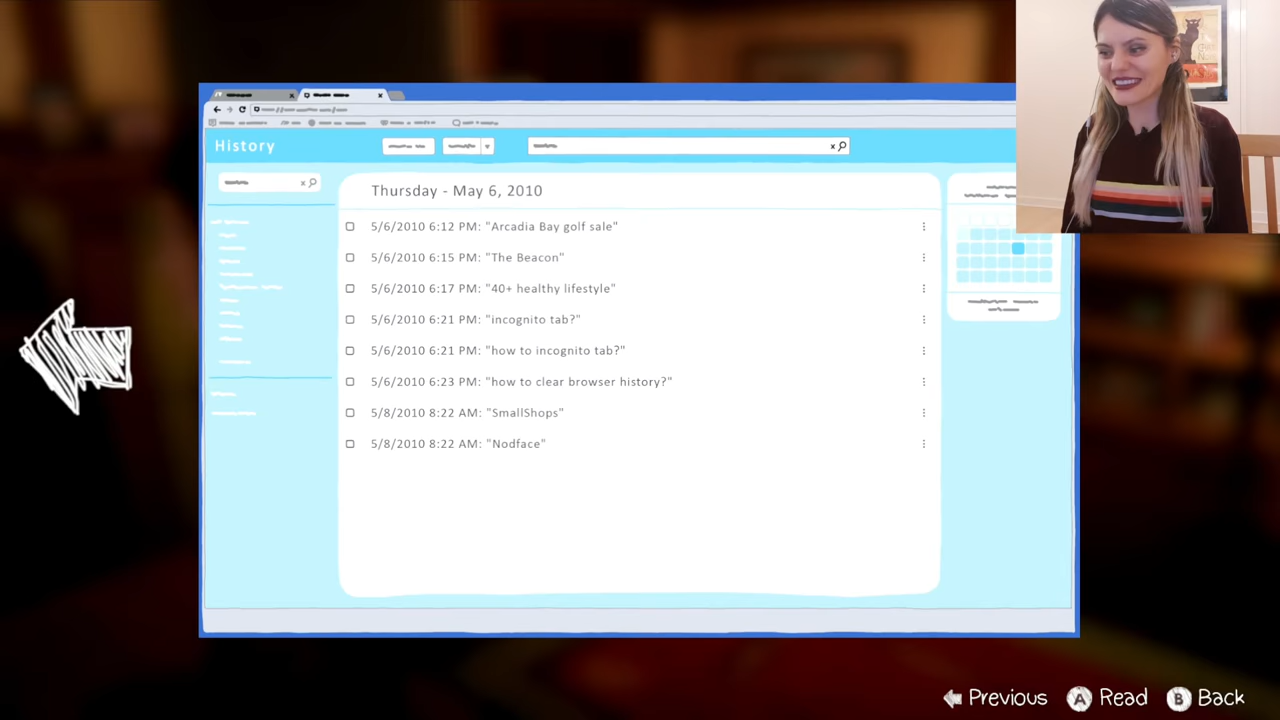 History
Thursday - May 6, 2010
5/6/2010 6:12 PM: "Arcadia Bay golf sale"
5/6/2010 6:15 PM: "The Beacon"
5/6/2010 6:17 PM: "40+ healthy lifestyle"
5/6/2010 6:21 PM: "incognito tab?"
5/6/2010 6:21 PM: "how to incognito tab?"
5/6/2010 6:23 PM: "how to clear browser history?"
5/8/2010 8:22 AM: "SmallShops"
5/8/2010 8:22 AM: "Nodface"
Previous A Read B Back